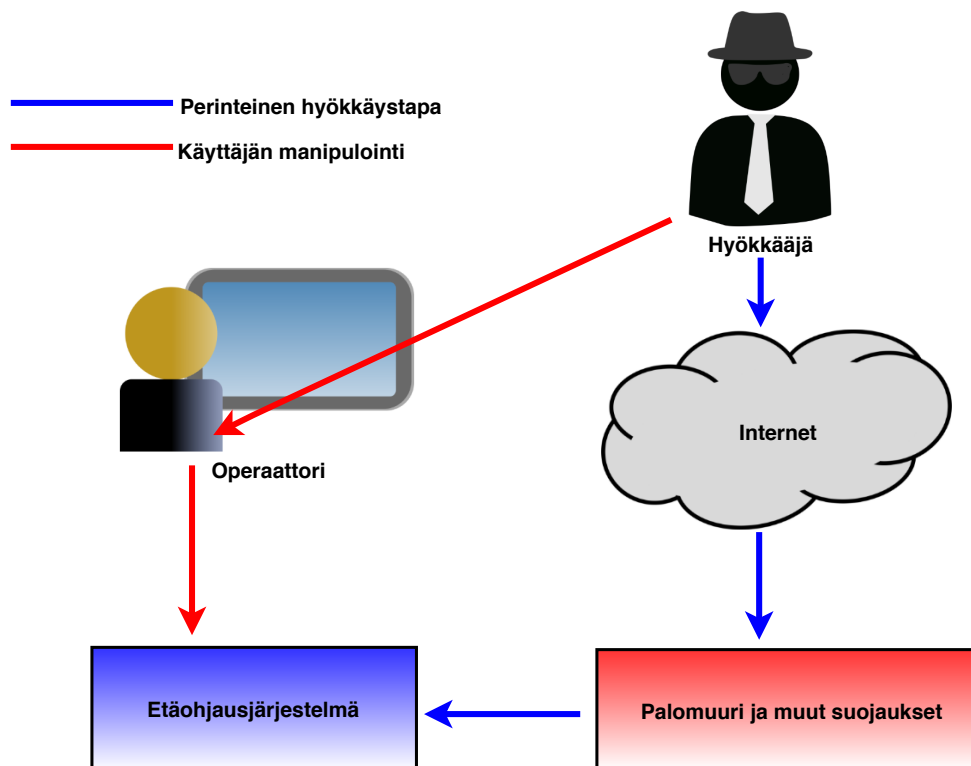 Perinteinen hyökkäystapa
Käyttäjän manipulointi
Hyökkääjä
Internet
Operaattori
Etäohjausjärjestelmä
Palomuuri ja muut suojaukset